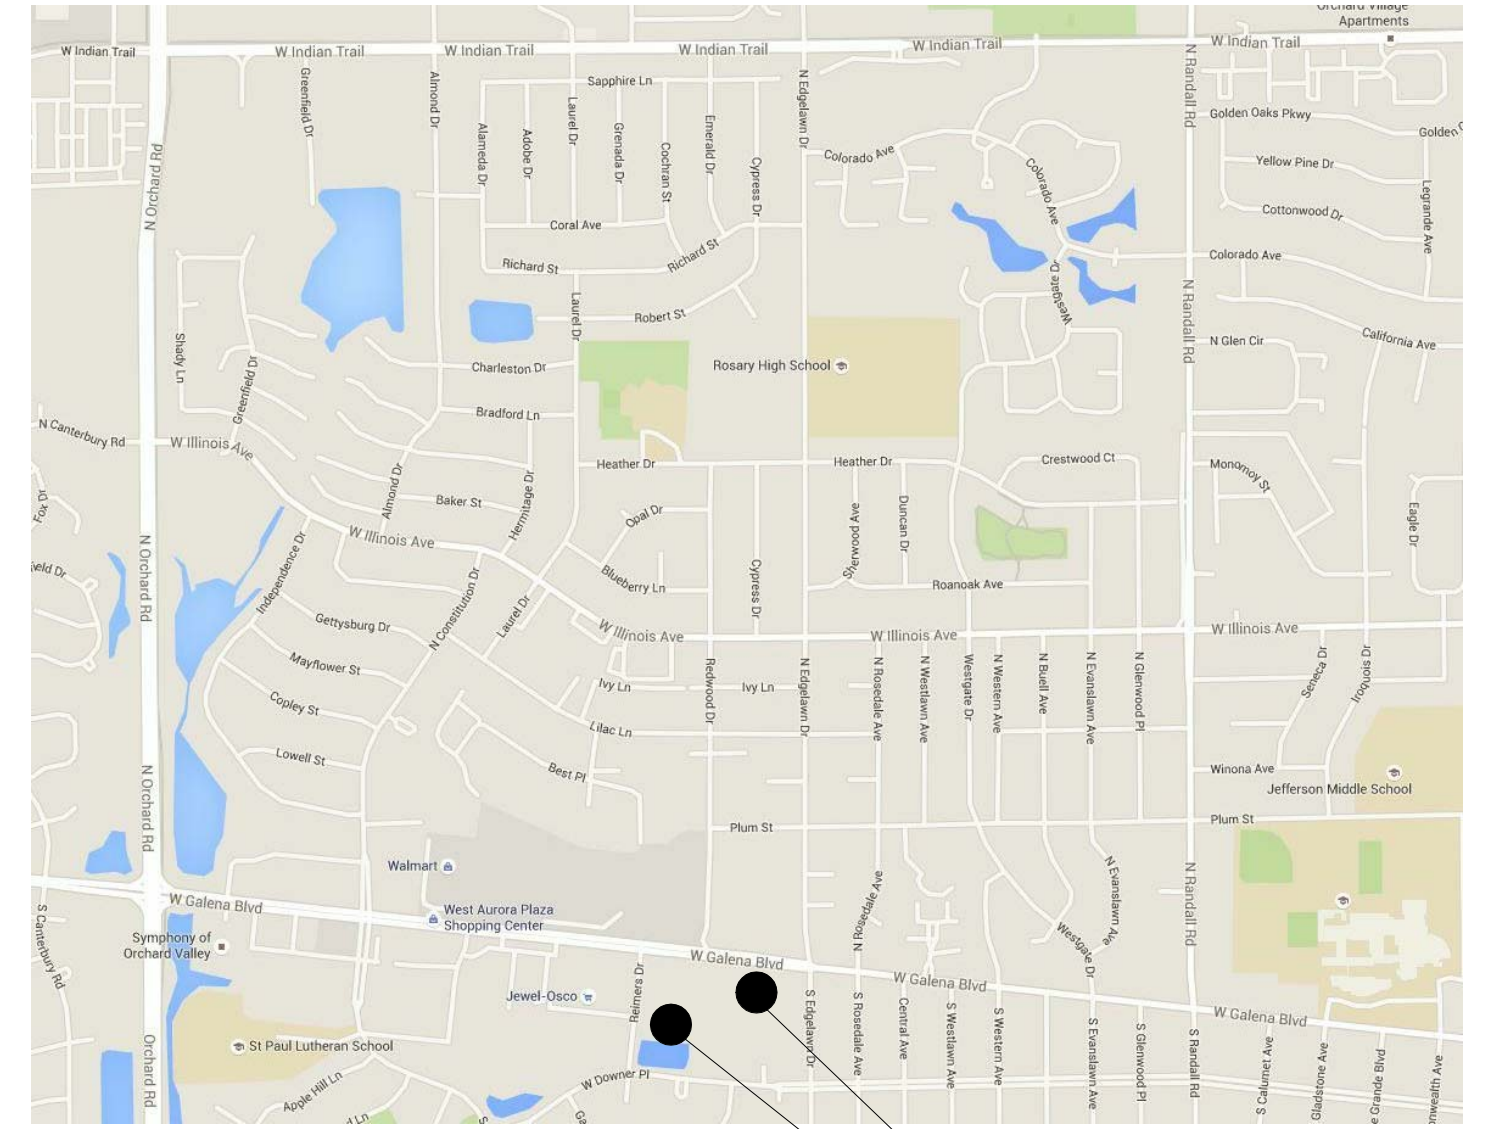 Orchard Village
Apartments
W Indian Trail
W Indian Trail
W Indian Trail
W Indian Trail
W Indian Trail
W Indian Trail
N Orchard Rd
Greenfield Dr
Almond Dr
Sapphire Ln
Alameda Dr
Adobe Dr
Laurel Dr
Grenada Dr
Cochran St
Emerald Dr
Cypress Dr
N Edgelawn Dr
Colorado Ave
Colorado Ave
N Randall Rd
Golden Oaks Pkwy
Golden
Yellow Pine Dr
Cottonwood Dr
Legrande Ave
Coral Ave
Richard St
Richard St
Colorado Ave
Westgate Dr
N Randall Rd
Laurel Dr
Robert St
N Glen Cir
California Ave
Shady Ln
Greenfield Dr
Charleston Dr
Rosary High School
Bradford Ln
N Canterbury Rd
W Illinois Ave
Heather Dr
Heather Dr
Crestwood Ct
Monomoy St
Almond Dr
Baker St
Hermitage Dr
Opal Dr
Sherwood Ave
Duncan Dr
Eagle Dr
Fox Dr
W Illinois Ave
N Orchard Rd
Independence Dr
Blueberry Ln
Cypress Dr
Roanoak Ave
eld Dr
N Constitution Dr
Laurel Dr
Gettysburg Dr
W Illinois Ave
W Illinois Ave
W Illinois Ave
Mayflower St
Ivy Ln
Ivy Ln
Redwood Dr
N Edgelawn Dr
N Rosedale Ave
N Westlawn Ave
Westgate Dr
N Western Ave
N Buell Ave
N Evanslawn Ave
N Glenwood Pl
Seneca Dr
Iroquois Dr
Copley St
Lilac Ln
Lowell St
Best Pl
Winona Ave
Jefferson Middle School
N Orchard Rd
Plum St
Plum St
Walmart
N Rosedale Ave
N Evanslawn Ave
N Randall Rd
W Galena Blvd
West Aurora Plaza
Shopping Center
S Canterbury Rd
Symphony of
Orchard Valley
W Galena Blvd
Westgate Dr
W Galena Blvd
W Galena Blvd
Jewel-Osco
Reimers Dr
S Edgelawn Dr
S Rosedale Ave
Central Ave
S Westlawn Ave
S Western Ave
S Evanslawn Ave
S Glenwood Pl
S Randall Rd
S Calumet Ave
Gladstone Ave
e Grande Blvd
nwealth Ave
St Paul Lutheran School
Orchard Rd
Apple Hill Ln
W Downer Pl
d Ln
S
Ga